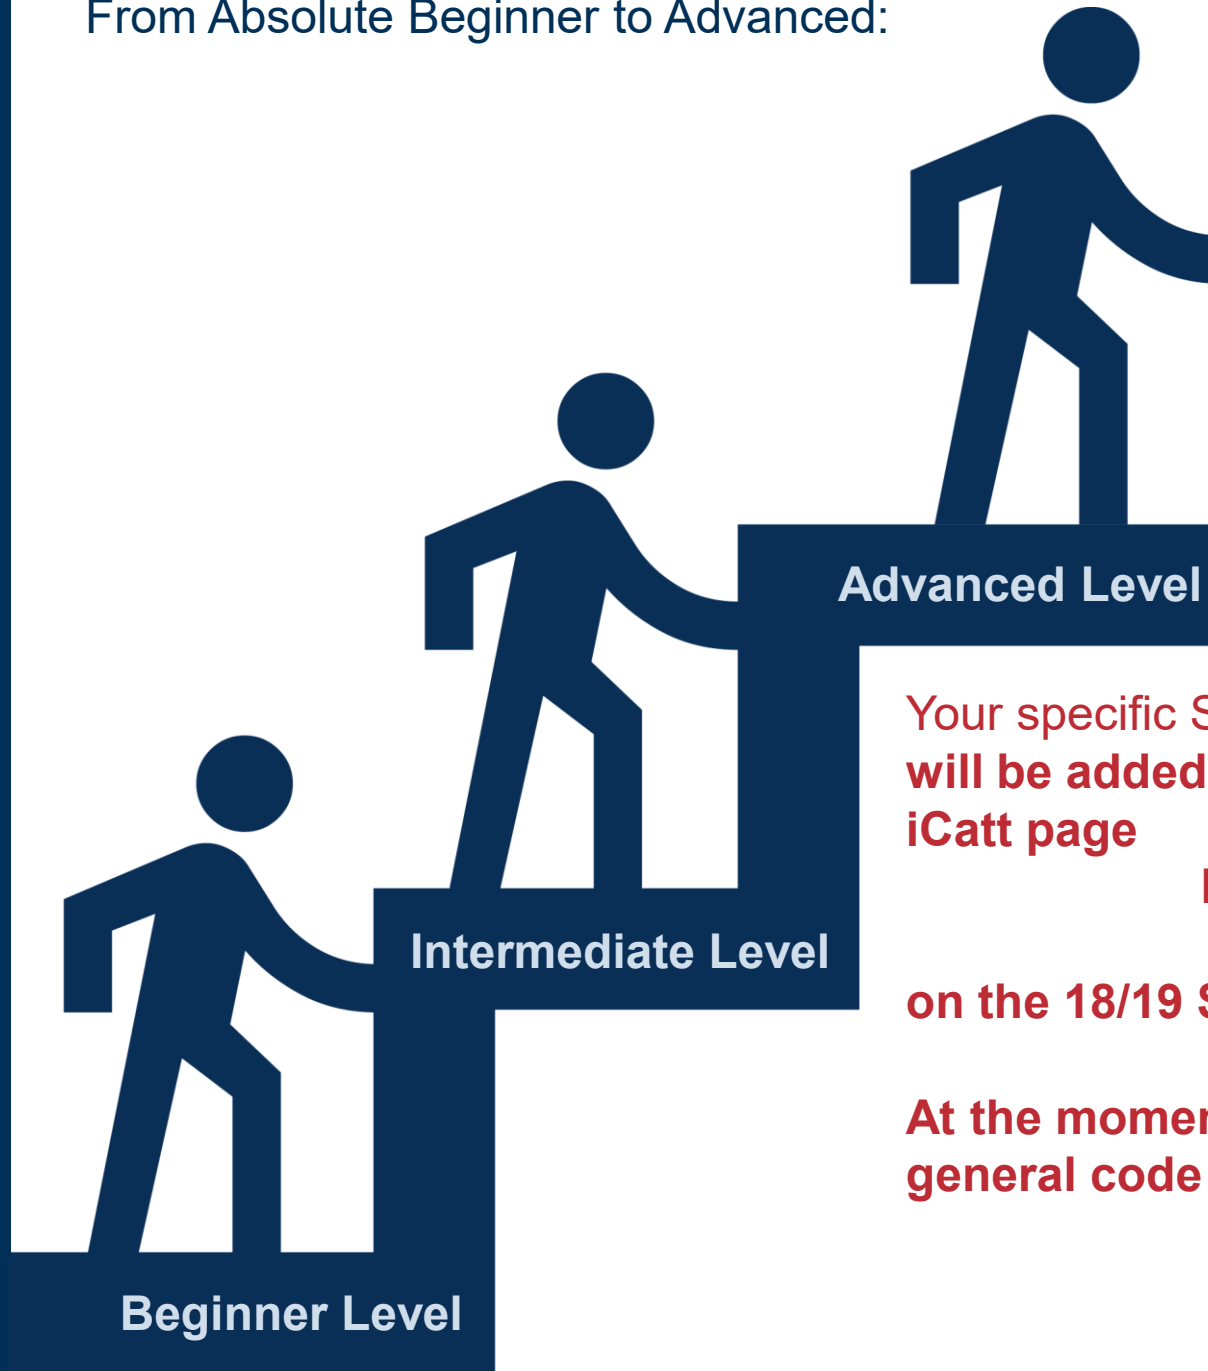 From Absolute Beginner to Advanced:
Advanced Level
Your specific
will be added
iCatt page
on the 18/19
At the
general code
Intermediate Level
Beginner Level